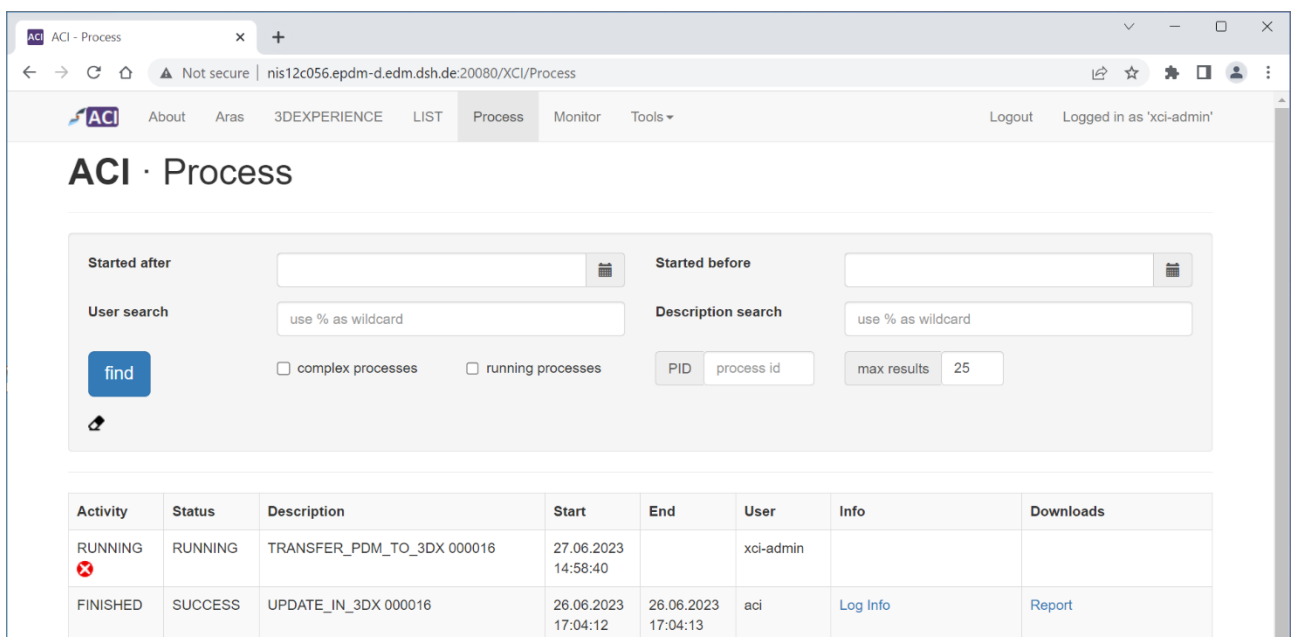 ACI ACI - Process
Not secure | nis12c056.epdm-d.edm.dsh.de:20080/XCI/Process
ACI About Aras 3DEXPERIENCE LIST Process Monitor Tools Logout Logged in as 'xci-admin'
ACI · Process
Started after Started before
User search use % as wildcard Description search use % as wildcard
find complex processes running processes PID process id max results 25
Activity Status Description Start End User Info Downloads
RUNNING RUNNING TRANSFER_PDM_TO_3DX 000016 27.06.2023 xci-admin
14:58:40
FINISHED SUCCESS UPDATE_IN_3DX 000016 26.06.2023 26.06.2023 aci Log Info Report
17:04:12 17:04:13